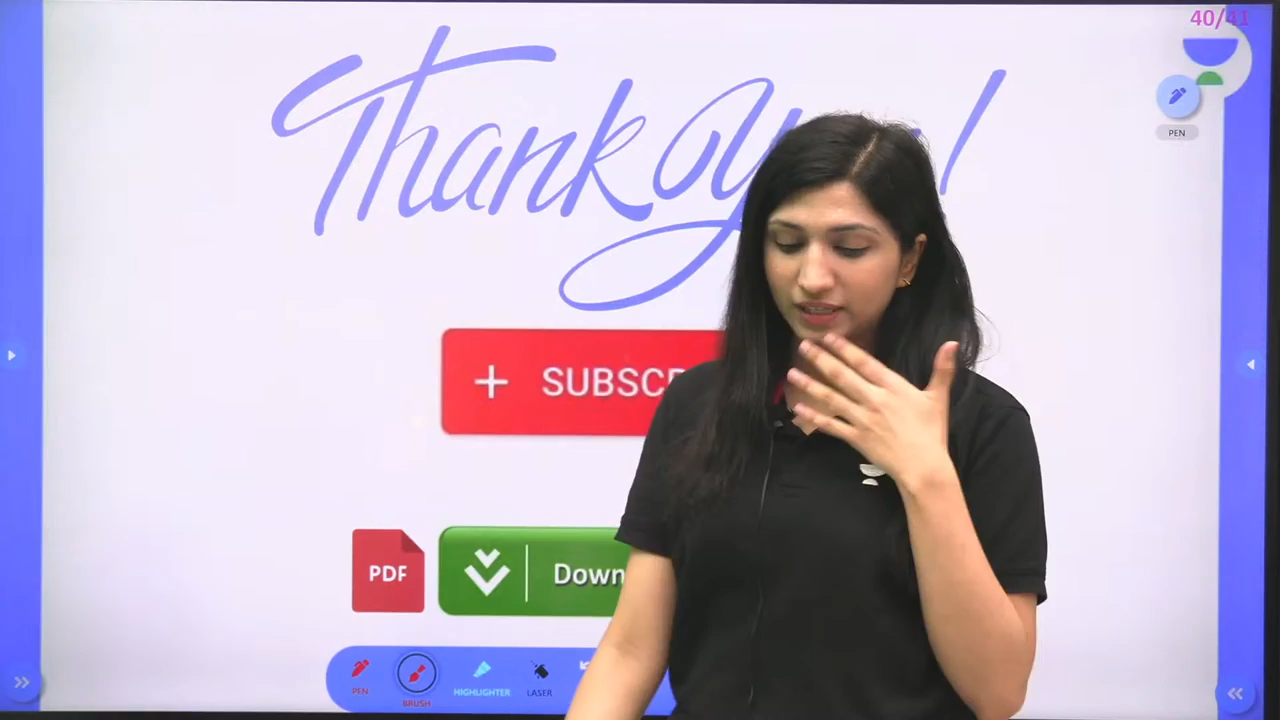 40/41
Thank
PEN
+ SUBSC
PDF
Down
PEN
BRUSH
HIGHLIGHTER
LASER